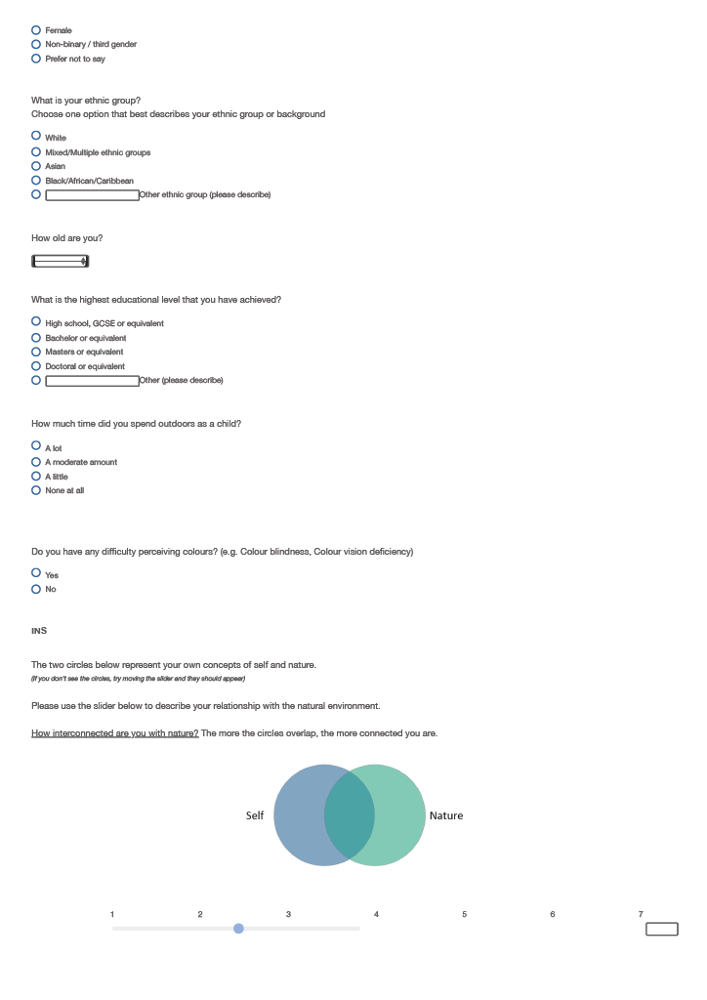 Female
Non-binary / third gender
Prefer not to say
What is your ethnic group?
Choose one option that best describes your ethnic group or background
White
Mixed/Multiple ethnic groups
Asian
Black/African/Caribbean
Other ethnic group (please describe)
How old are you?
What is the highest educational level that you have achieved?
High school, GCSE or equivalent
Bachelor or equivalent
Masters or equivalent
Doctoral or equivalent
Other (please describe)
How much time did you spend outdoors as a child?
A lot
A moderate amount
A little
None at all
Do you have any difficulty perceiving colours? (e.g. Colour blindness, Colour vision deficiency)
Yes
No
INS
The two circles below represent your own concepts of self and nature.
(If you don't see the circles, try moving the slider and they should appear)
Please use the slider below to describe your relationship with the natural environment.
How interconnected are you with nature? The more the circles overlap, the more connected you are.
Self Nature
1 2 3 4 5 6 7